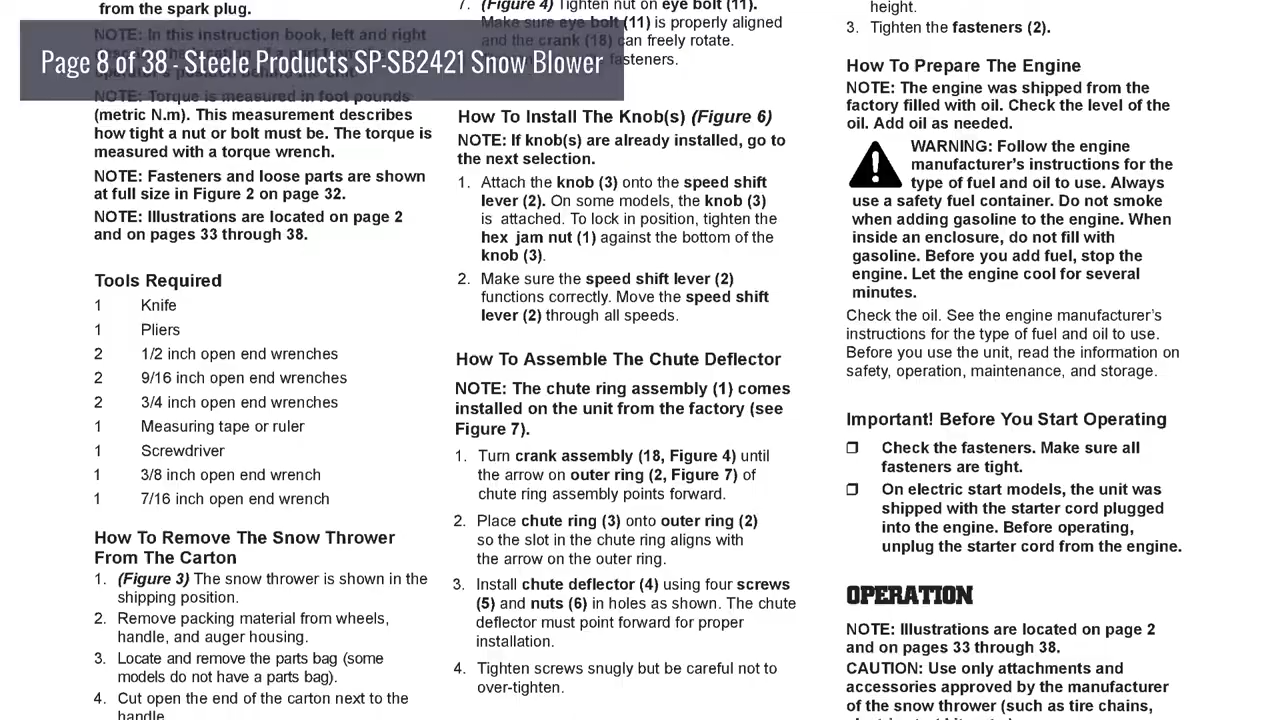 from the spark plug.
NOTE: In this instruction book, left and right
Page 8 of 38 - Steele Products SP-SB2421 Snow Blower
NOTE: Torque is measured in foot pounds
(metric N.m). This measurement describes
how tight a nut or bolt must be. The torque is
measured with a torque wrench.
NOTE: Fasteners and loose parts are shown
at full size in Figure 2 on page 32.
NOTE: Illustrations are located on page 2
and on pages 33 through 38.
Tools Required
1 Knife
1 Pliers
2 1/2 inch open end wrenches
2 9/16 inch open end wrenches
2 3/4 inch open end wrenches
1 Measuring tape or ruler
1 Screwdriver
1 3/8 inch open end wrench
1 7/16 inch open end wrench
How To Remove The Snow Thrower
From The Carton
1. (Figure 3) The snow thrower is shown in the
shipping position.
2. Remove packing material from wheels,
handle, and auger housing.
3. Locate and remove the parts bag (some
models do not have a parts bag).
4. Cut open the end of the carton next to the
handle.
7. (Figure 4) Tighten nut on eye bolt (11).
Make sure eye bolt (11) is properly aligned
and the crank (18) can freely rotate.
fasteners.
How To Install The Knob(s) (Figure 6)
NOTE: If knob(s) are already installed, go to
the next selection.
1. Attach the knob (3) onto the speed shift
lever (2). On some models, the knob (3)
is attached. To lock in position, tighten the
hex jam nut (1) against the bottom of the
knob (3).
2. Make sure the speed shift lever (2)
functions correctly. Move the speed shift
lever (2) through all speeds.
How To Assemble The Chute Deflector
NOTE: The chute ring assembly (1) comes
installed on the unit from the factory (see
Figure 7).
1. Turn crank assembly (18, Figure 4) until
the arrow on outer ring (2, Figure 7) of
chute ring assembly points forward.
2. Place chute ring (3) onto outer ring (2)
so the slot in the chute ring aligns with
the arrow on the outer ring.
3. Install chute deflector (4) using four screws
(5) and nuts (6) in holes as shown. The chute
deflector must point forward for proper
installation.
4. Tighten screws snugly but be careful not to
over-tighten.
height.
3. Tighten the fasteners (2).
How To Prepare The Engine
NOTE: The engine was shipped from the
factory filled with oil. Check the level of the
oil. Add oil as needed.
WARNING: Follow the engine
manufacturer's instructions for the
type of fuel and oil to use. Always
use a safety fuel container. Do not smoke
when adding gasoline to the engine. When
inside an enclosure, do not fill with
gasoline. Before you add fuel, stop the
engine. Let the engine cool for several
minutes.
Check the oil. See the engine manufacturer's
instructions for the type of fuel and oil to use.
Before you use the unit, read the information on
safety, operation, maintenance, and storage.
Important! Before You Start Operating
❒ Check the fasteners. Make sure all
fasteners are tight.
❒ On electric start models, the unit was
shipped with the starter cord plugged
into the engine. Before operating,
unplug the starter cord from the engine.
OPERATION
NOTE: Illustrations are located on page 2
and on pages 33 through 38.
CAUTION: Use only attachments and
accessories approved by the manufacturer
of the snow thrower (such as tire chains,